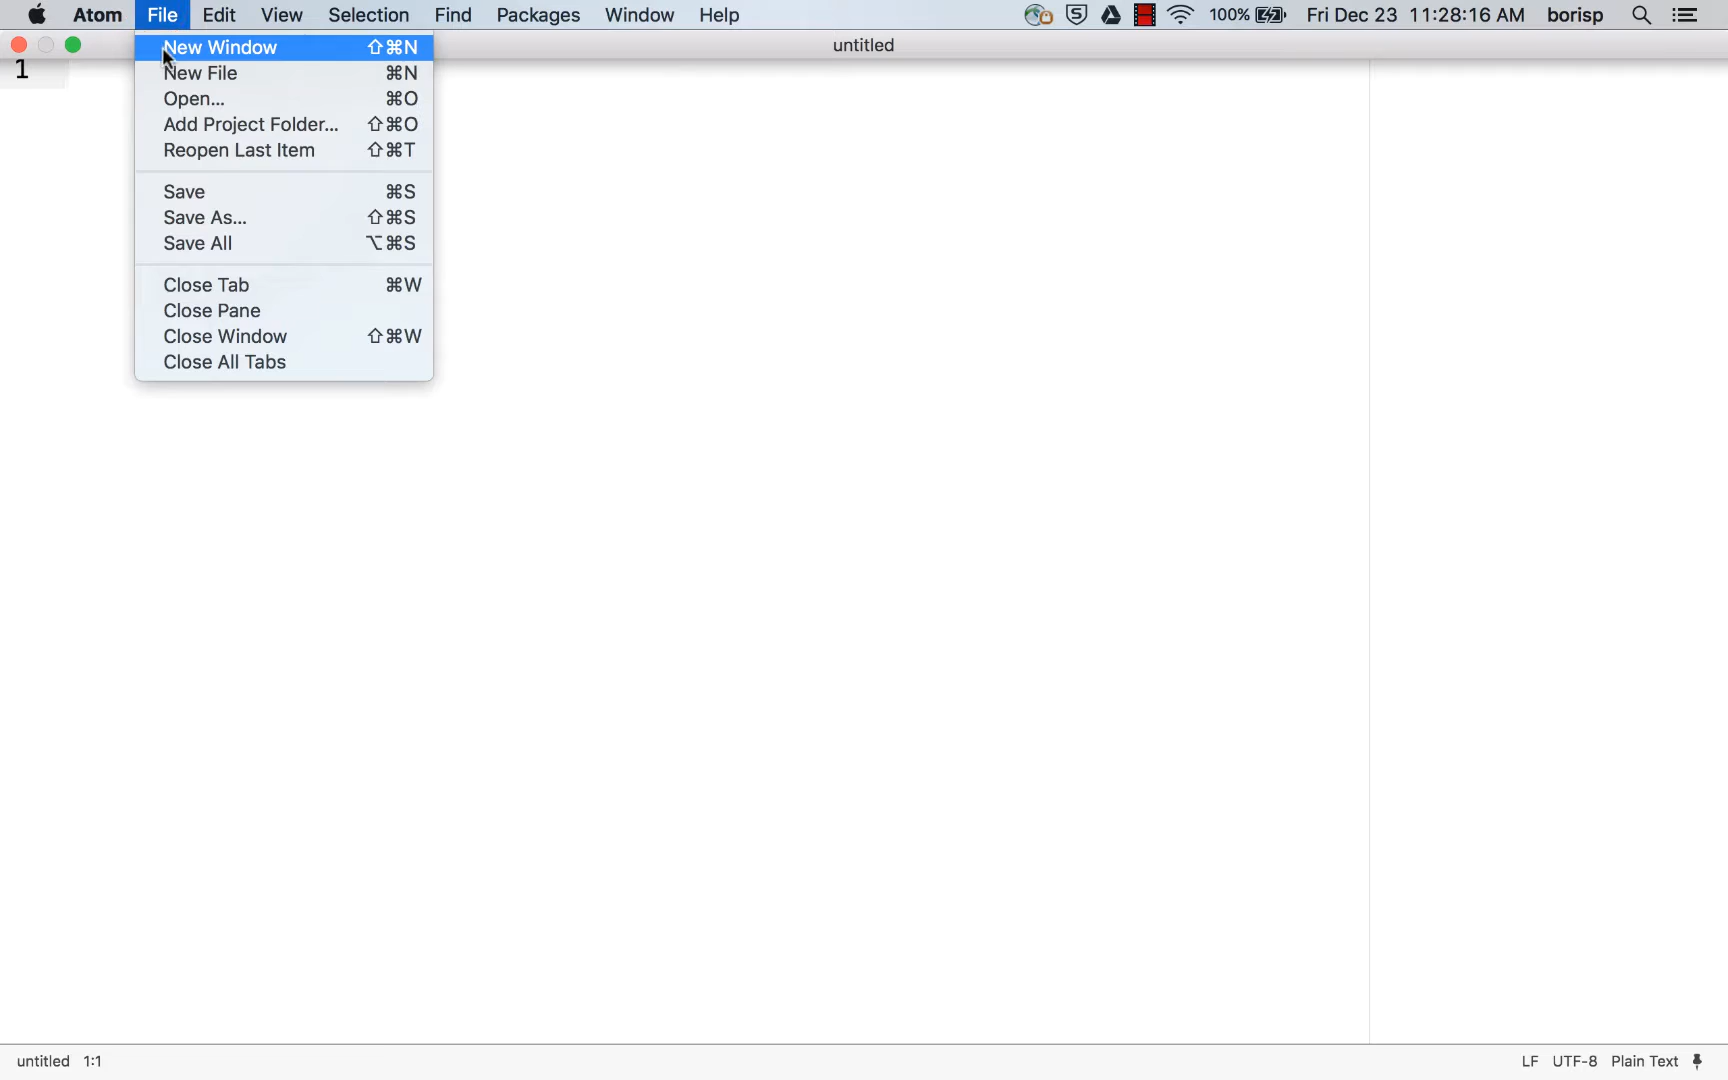 Atom File Edit View Selection Find Packages Window Help 100% Fri Dec 23 11:28:16 AM borisp
untitled
1
New Window ⇧⌘N
New File ⌘N
Open... ⌘O
Add Project Folder... ⇧⌘O
Reopen Last Item ⇧⌘T
Save ⌘S
Save As... ⇧⌘S
Save All ⌥⌘S
Close Tab ⌘W
Close Pane
Close Window ⇧⌘W
Close All Tabs
untitled 1:1 LF UTF-8 Plain Text